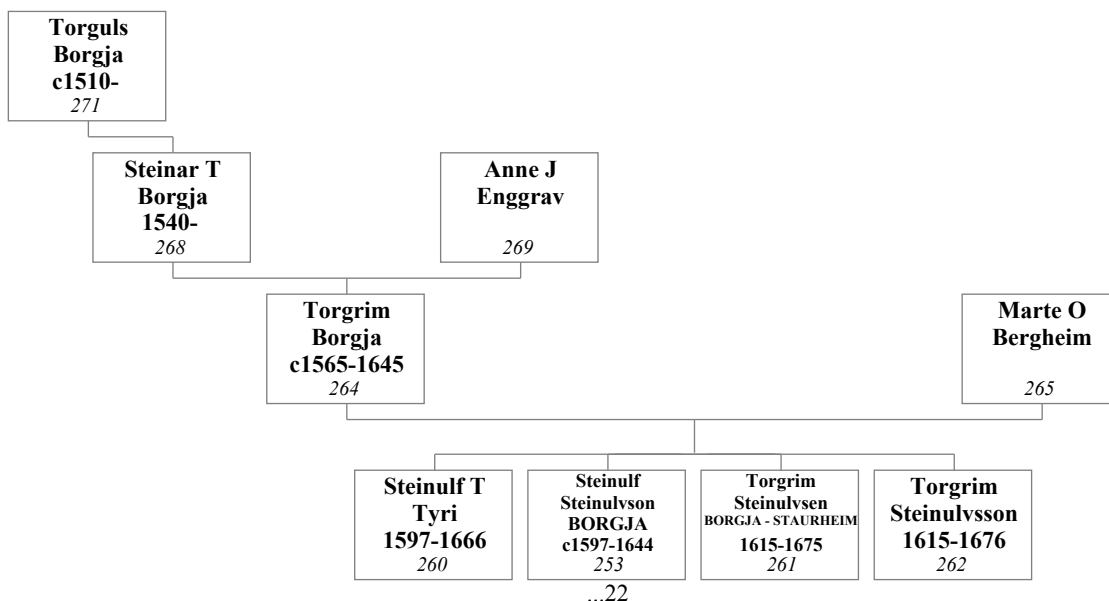 Torguls
Borgja
c1510-
271
Steinar T
Borgja
1540-
268
Anne J
Enggrav
269
Torgrim
Borgja
c1565-1645
264
Marte O
Bergheim
265
Steinulf T
Tyri
1597-1666
260
Steinulf
Steinulvson
BORGJA
c1597-1644
253
...22
Torgrim
Steinulvsen
BORGJA - STAURHEIM
1615-1675
261
Torgrim
Steinulvsson
1615-1676
262